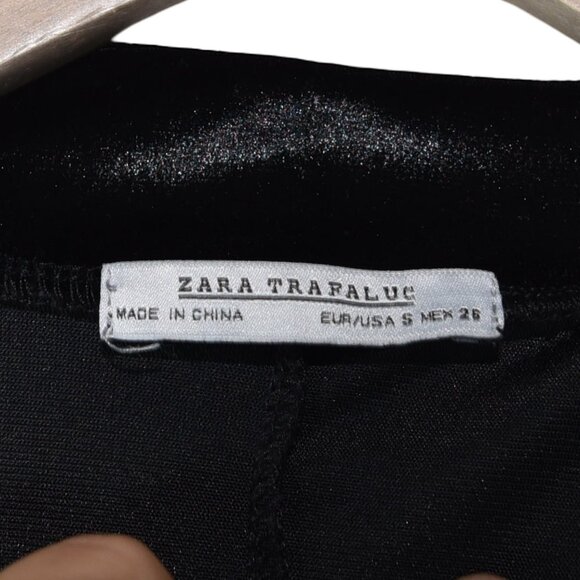 ZARA TRAFALUC
MADE IN CHINA EUR/USA S MEX 26